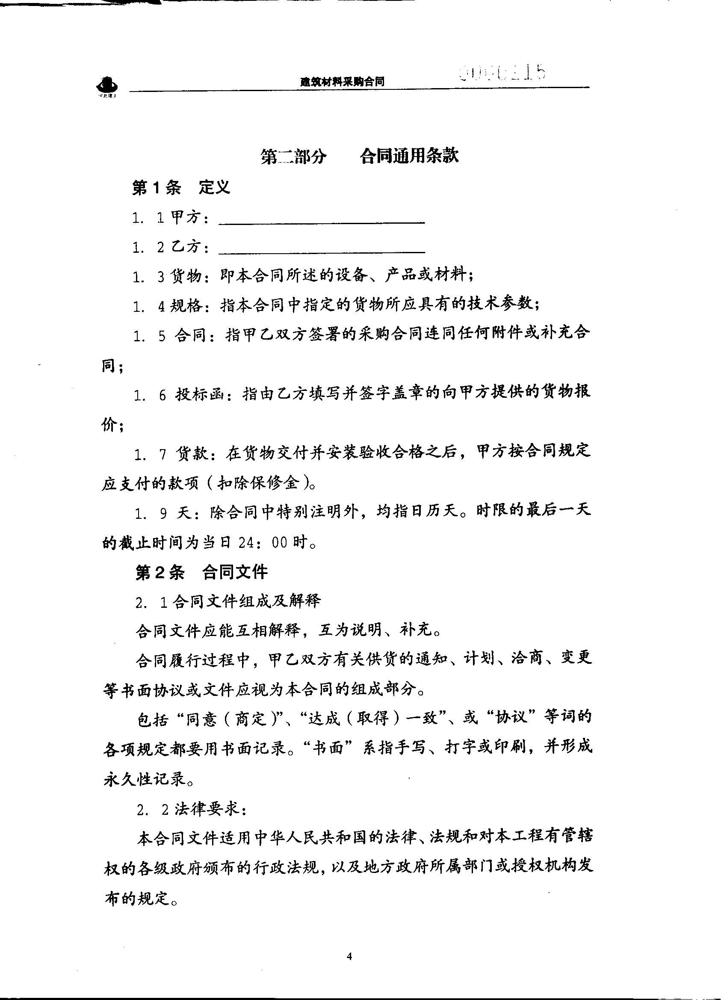 建筑材料采购合同
第二部分　　合同通用条款
第1条　定义
1. 1甲方：
1. 2乙方：
1. 3货物：即本合同所述的设备、产品或材料；
1. 4规格：指本合同中指定的货物所应具有的技术参数；
1. 5 合同：指甲乙双方签署的采购合同连同任何附件或补充合
同；
1. 6 投标函：指由乙方填写并签字盖章的向甲方提供的货物报
价；
1. 7 货款：在货物交付并安装验收合格之后，甲方按合同规定
应支付的款项（扣除保修金）。
1. 9 天：除合同中特别注明外，均指日历天。时限的最后一天
的截止时间为当日24：00时。
第2条　合同文件
2. 1合同文件组成及解释
合同文件应能互相解释，互为说明、补充。
合同履行过程中，甲乙双方有关供货的通知、计划、洽商、变更
等书面协议或文件应视为本合同的组成部分。
包括“同意（商定）”、“达成（取得）一致”、或“协议”等词的
各项规定都要用书面记录。“书面”系指手写、打字或印刷，并形成
永久性记录。
2. 2法律要求：
本合同文件适用中华人民共和国的法律、法规和对本工程有管辖
权的各级政府颁布的行政法规，以及地方政府所属部门或授权机构发
布的规定。
4